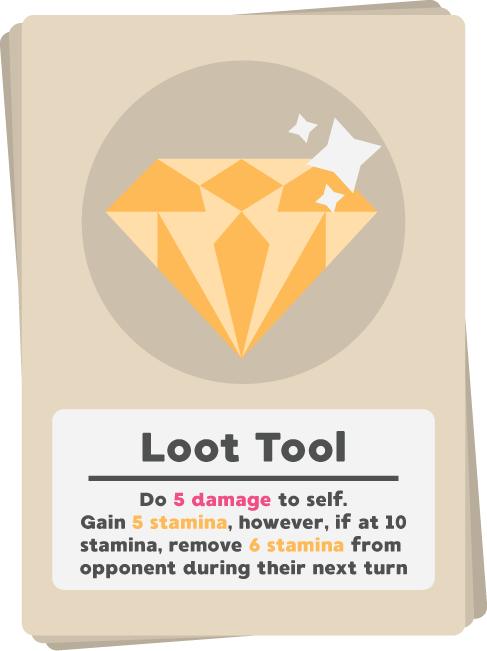 Loot Tool
Do 5 damage to self.
Gain 5 stamina, however, if at 10
stamina, remove 6 stamina from
opponent during their next turn